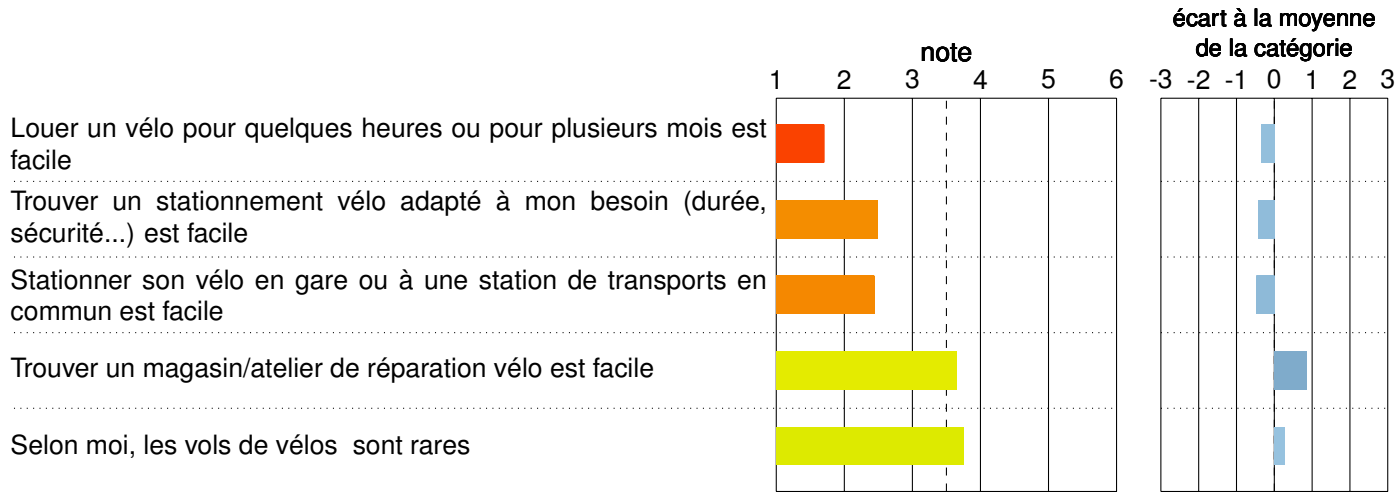 écart à la moyenne
de la catégorie
note
1 2 3 4 5 6
-3 -2 -1 0 1 2 3
Louer un vélo pour quelques heures ou pour plusieurs mois est
facile
Trouver un stationnement vélo adapté à mon besoin (durée,
sécurité...) est facile
Stationner son vélo en gare ou à une station de transports en
commun est facile
Trouver un magasin/atelier de réparation vélo est facile
Selon moi, les vols de vélos sont rares